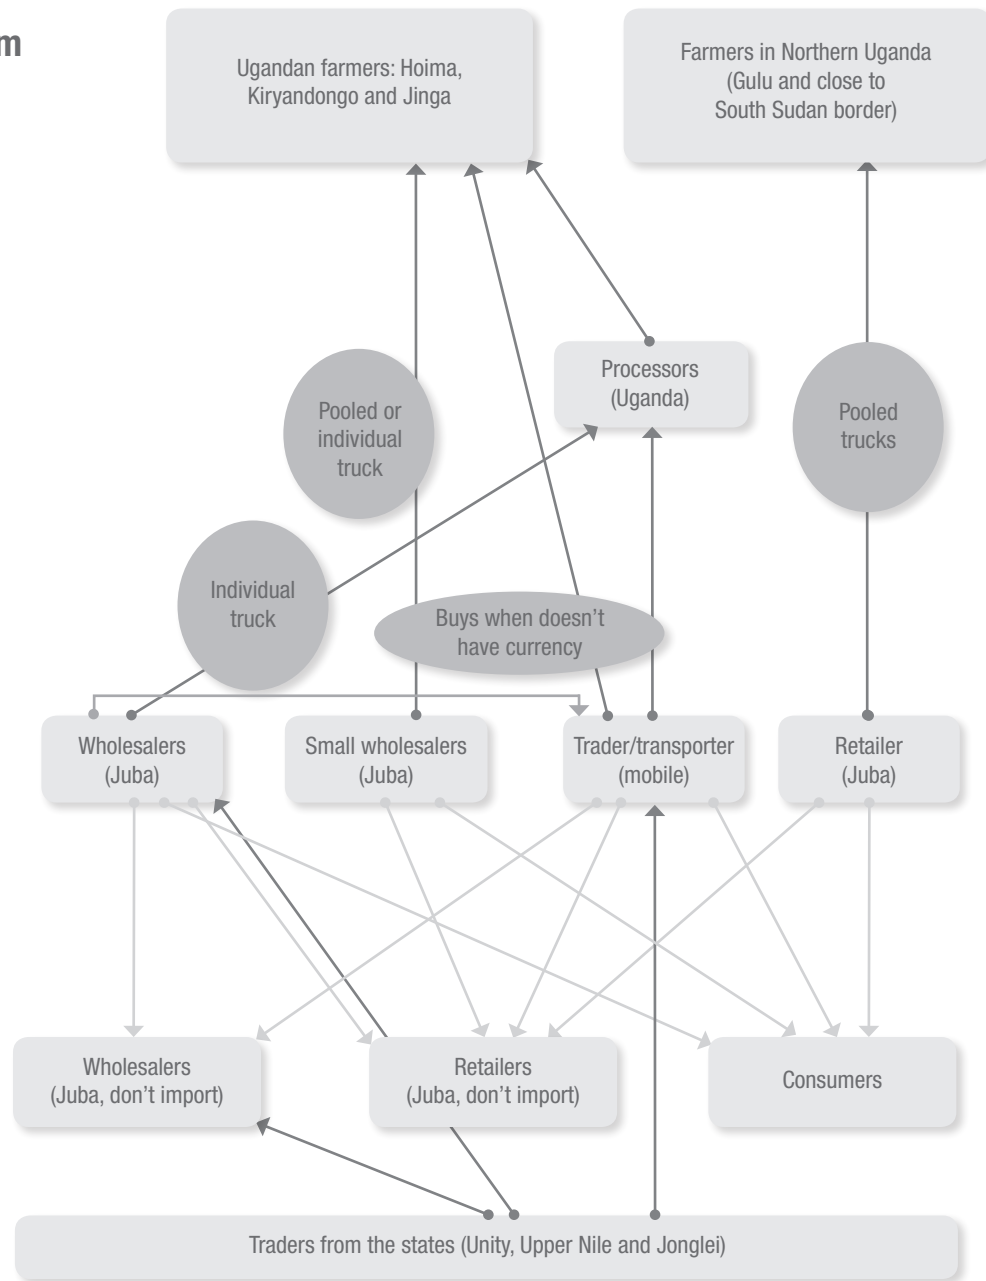 m
Ugandan farmers: Hoima,
Kiryandongo and Jinga
Farmers in Northern Uganda
(Gulu and close to
South Sudan border)
Processors
(Uganda)
Pooled or
individual
truck
Pooled
trucks
Individual
truck
Buys when doesn't
have currency
Wholesalers
(Juba)
Small wholesalers
(Juba)
Trader/transporter
(mobile)
Retailer
(Juba)
Wholesalers
(Juba, don't import)
Retailers
(Juba, don't import)
Consumers
Traders from the states (Unity, Upper Nile and Jonglei)